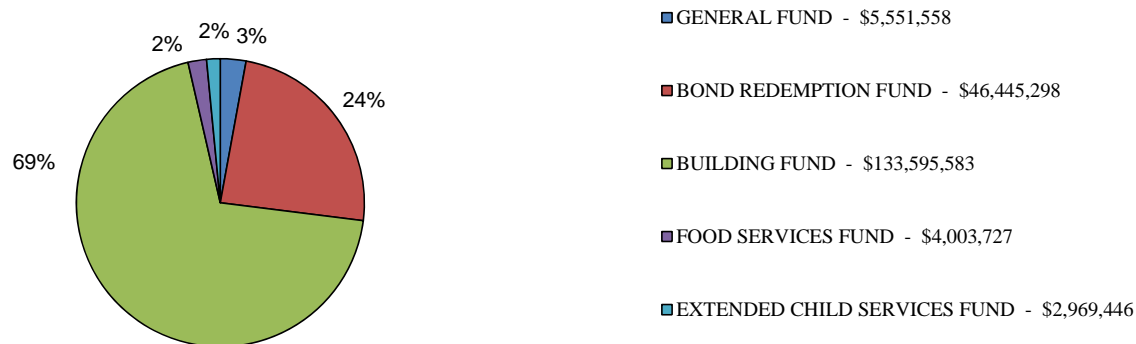 2% 2% 3%
24%
69%
GENERAL FUND - $5,551,558
BOND REDEMPTION FUND - $46,445,298
BUILDING FUND - $133,595,583
FOOD SERVICES FUND - $4,003,727
EXTENDED CHILD SERVICES FUND - $2,969,446